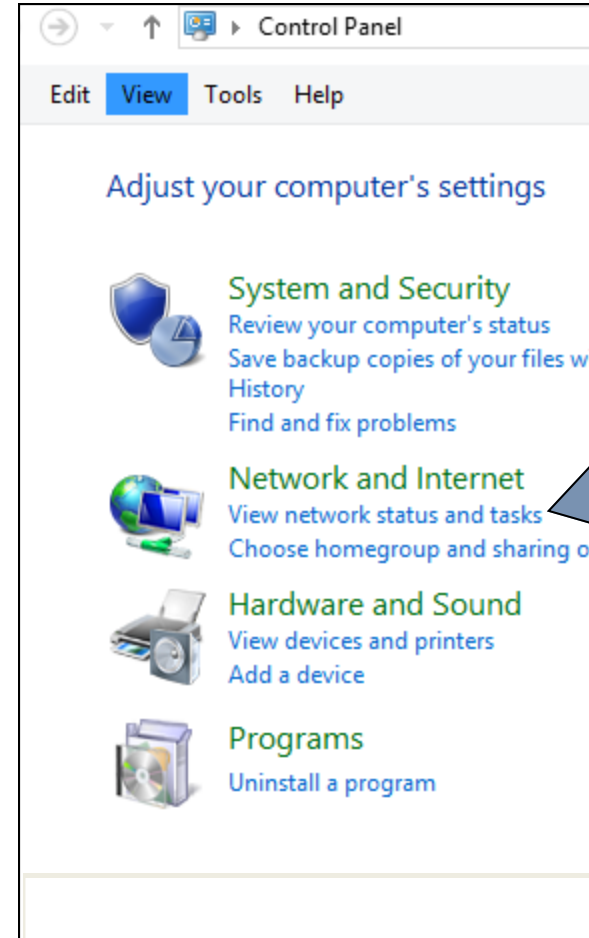 Control Panel
Edit View Tools Help
Adjust your computer's settings
System and Security
Review your computer's status
Save backup copies of your files
History
Find and fix problems
Network and Internet
View network status and tasks
Choose homegroup and sharing
Hardware and Sound
View devices and printers
Add a device
Programs
Uninstall a program